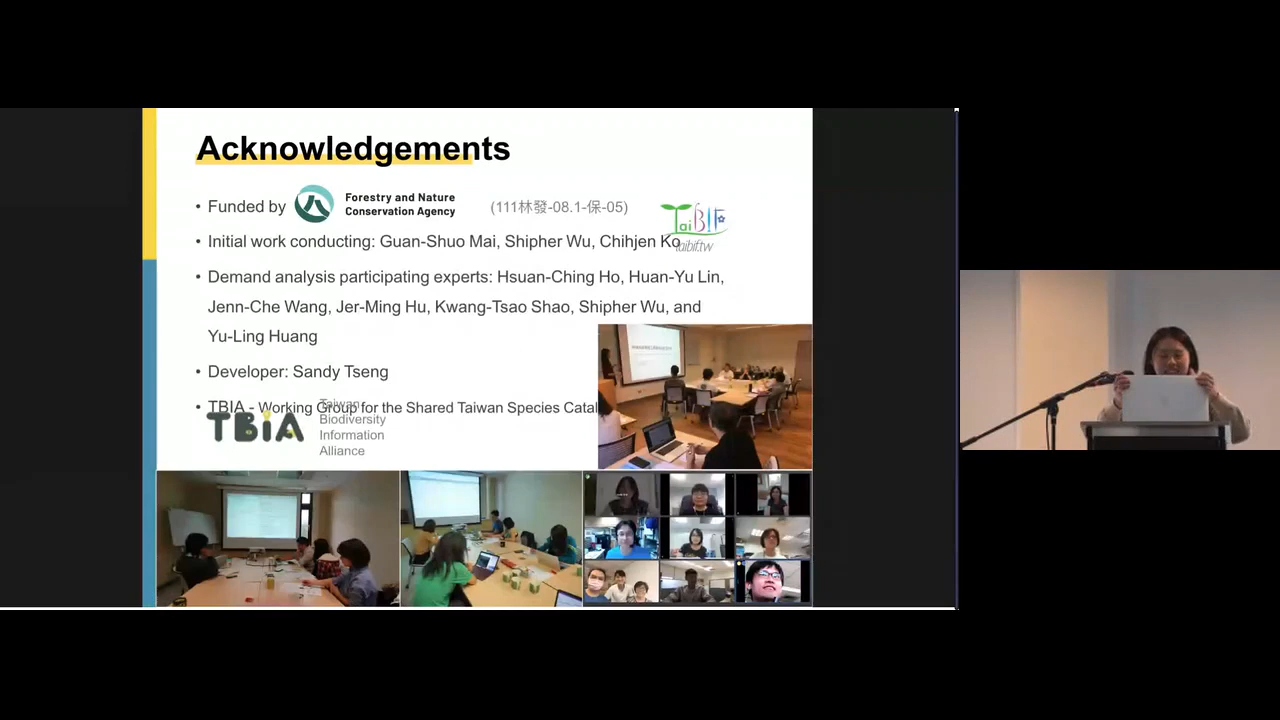 Acknowledgements
• Funded by Forestry and Nature Conservation Agency (111林發-08.1-保-05)
TaiBIF
taibif.tw
• Initial work conducting: Guan-Shuo Mai, Shipher Wu, Chihjen Ko
• Demand analysis participating experts: Hsuan-Ching Ho, Huan-Yu Lin,
Jenn-Che Wang, Jer-Ming Hu, Kwang-Tsao Shao, Shipher Wu, and
Yu-Ling Huang
• Developer: Sandy Tseng
• TBIA - Working Group for the Shared Taiwan Species Catal
TBiA
Taiwan
Biodiversity
Information
Alliance